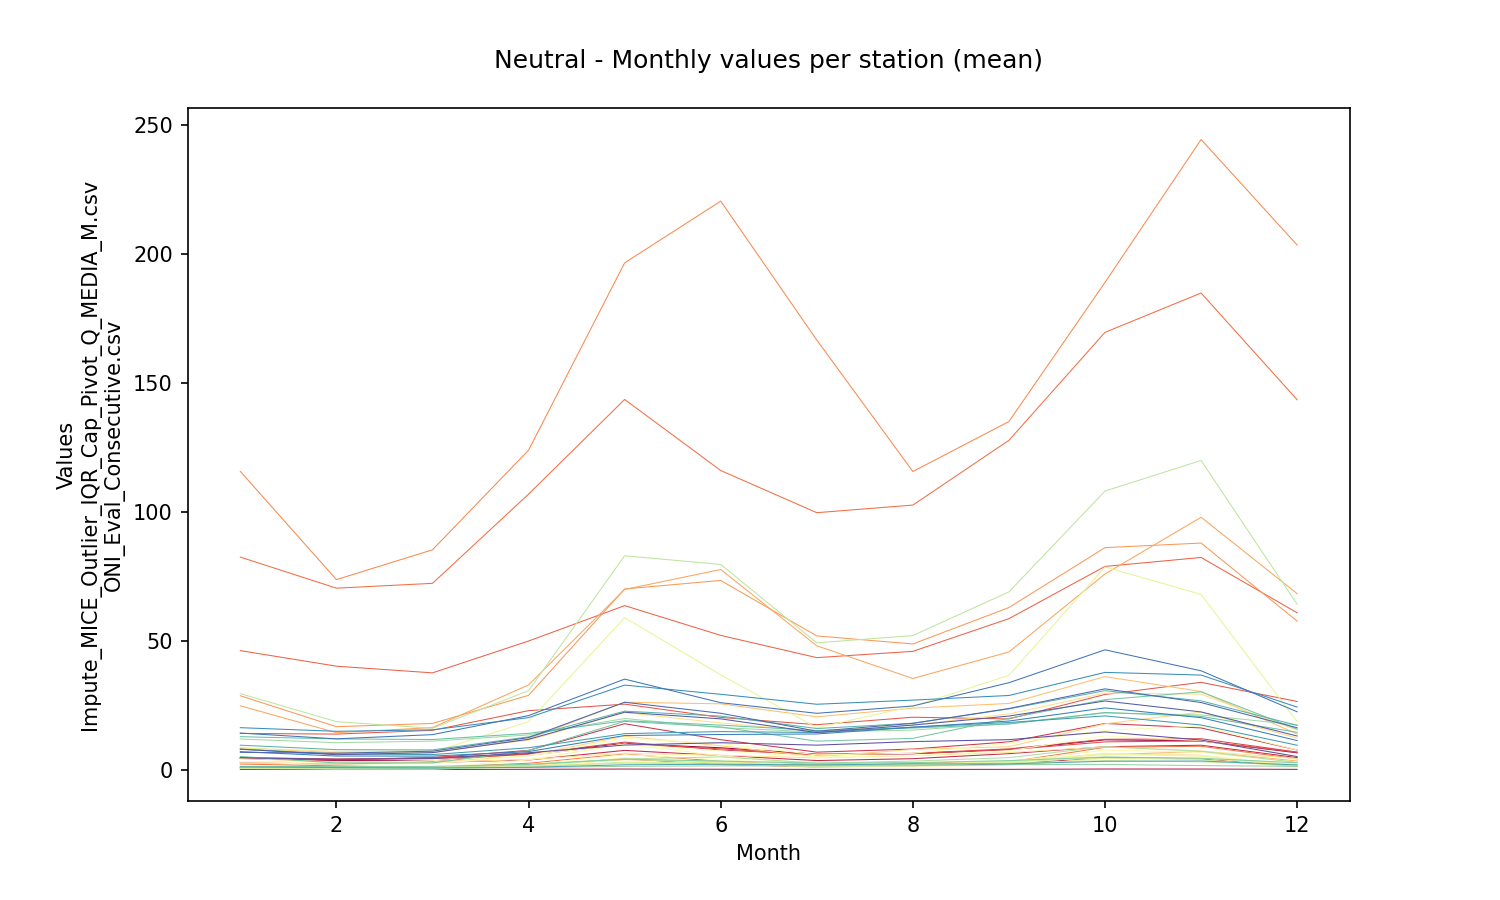 Neutral - Monthly values per station (mean)
Values
Impute_MICE_Outlier_IQR_Cap_Pivot_Q_MEDIA_M.csv
ONI_Eval_Consecutive.csv
250
200
150
100
50
0
2 4 6 8 10 12
Month